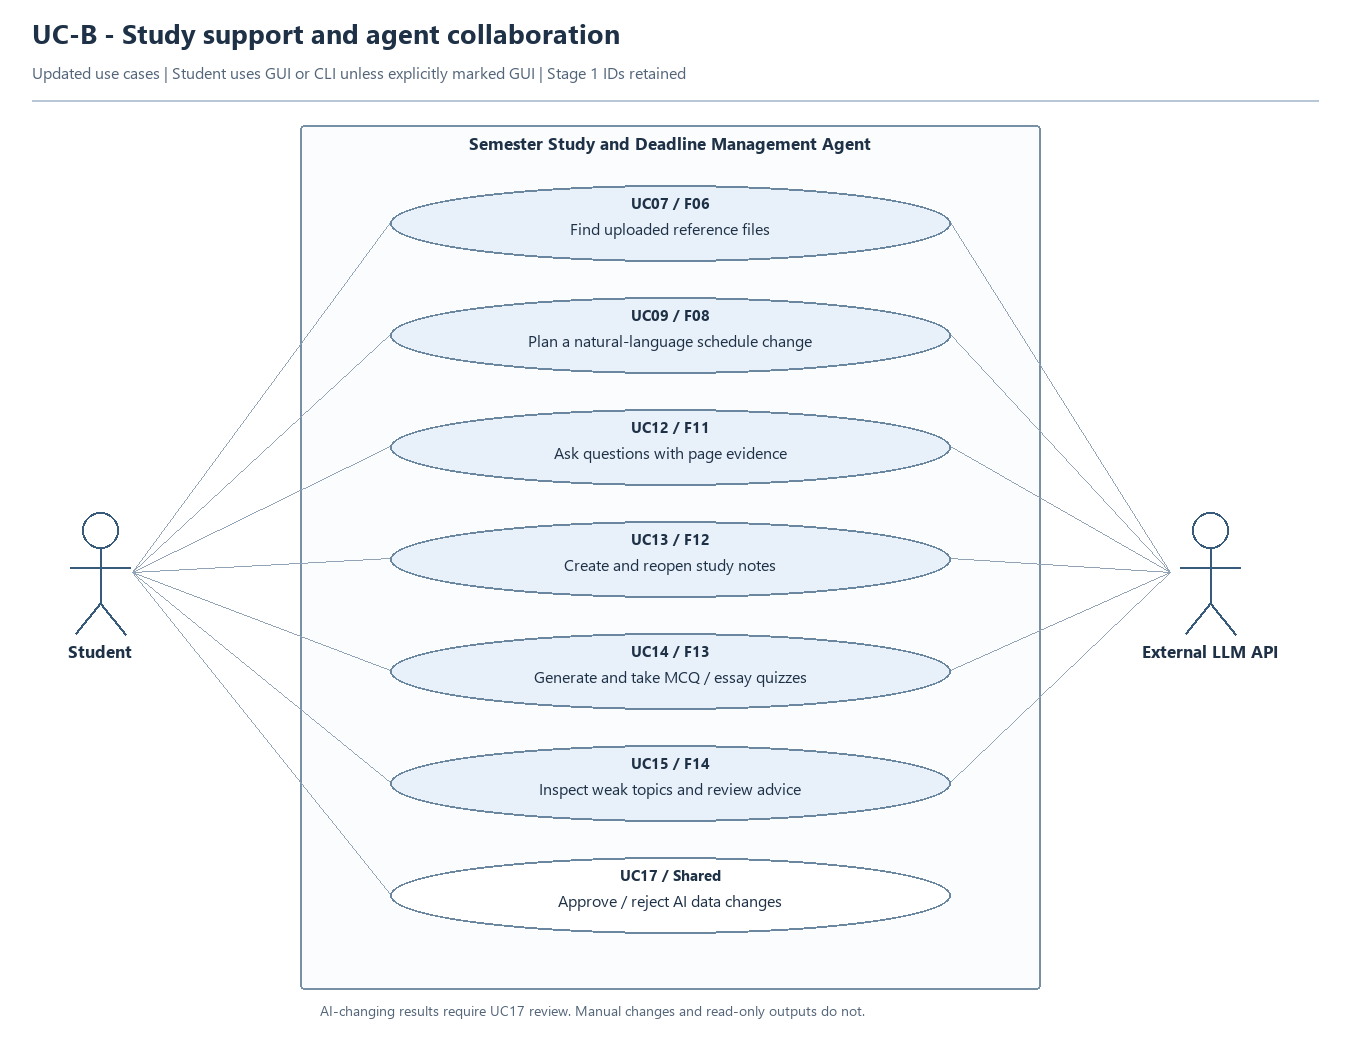 UC-B - Study support and agent collaboration
Updated use cases | Student uses GUI or CLI unless explicitly marked GUI | Stage 1 IDs retained
Semester Study and Deadline Management Agent
UC07 / F06
Find uploaded reference files
UC09 / F08
Plan a natural-language schedule change
UC12 / F11
Ask questions with page evidence
UC13 / F12
Create and reopen study notes
UC14 / F13
Generate and take MCQ / essay quizzes
Student
External LLM API
UC15 / F14
Inspect weak topics and review advice
UC17 / Shared
Approve / reject AI data changes
AI-changing results require UC17 review. Manual changes and read-only outputs do not.